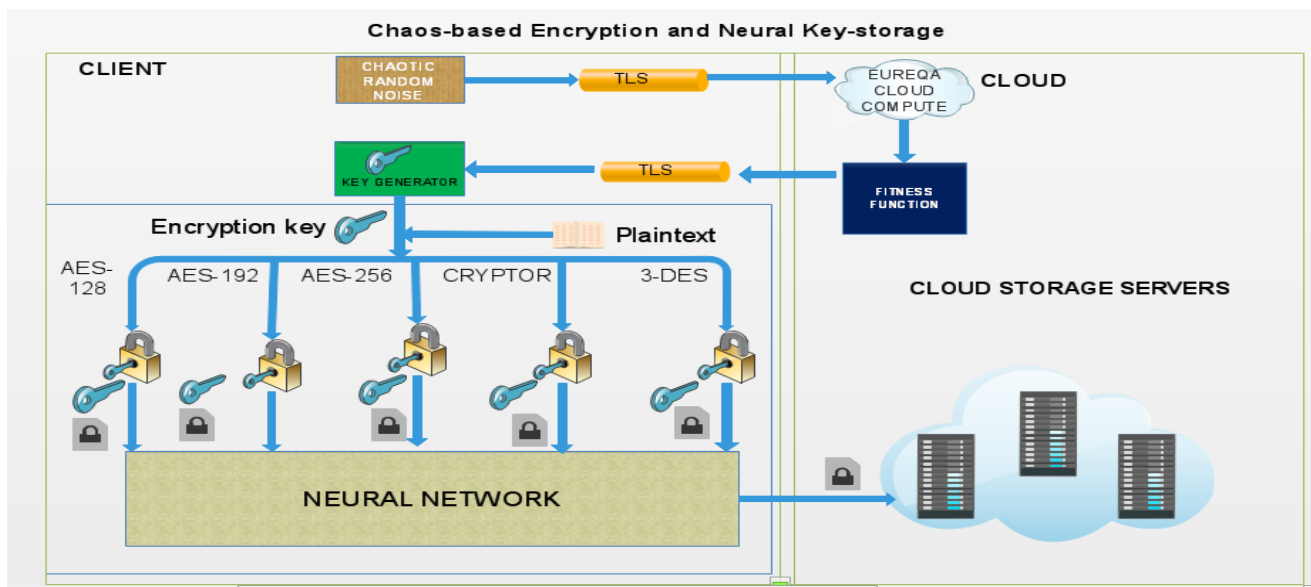 Chaos-based Encryption and Neural Key-storage
CLIENT
CHAOTIC
RANDOM
NOISE
TLS
EUREQA
CLOUD
COMPUTE
CLOUD
KEY GENERATOR
TLS
FITNESS
FUNCTION
Encryption key
Plaintext
AES-
128
AES-192
AES-256
CRYPTOR
3-DES
CLOUD STORAGE SERVERS
NEURAL NETWORK